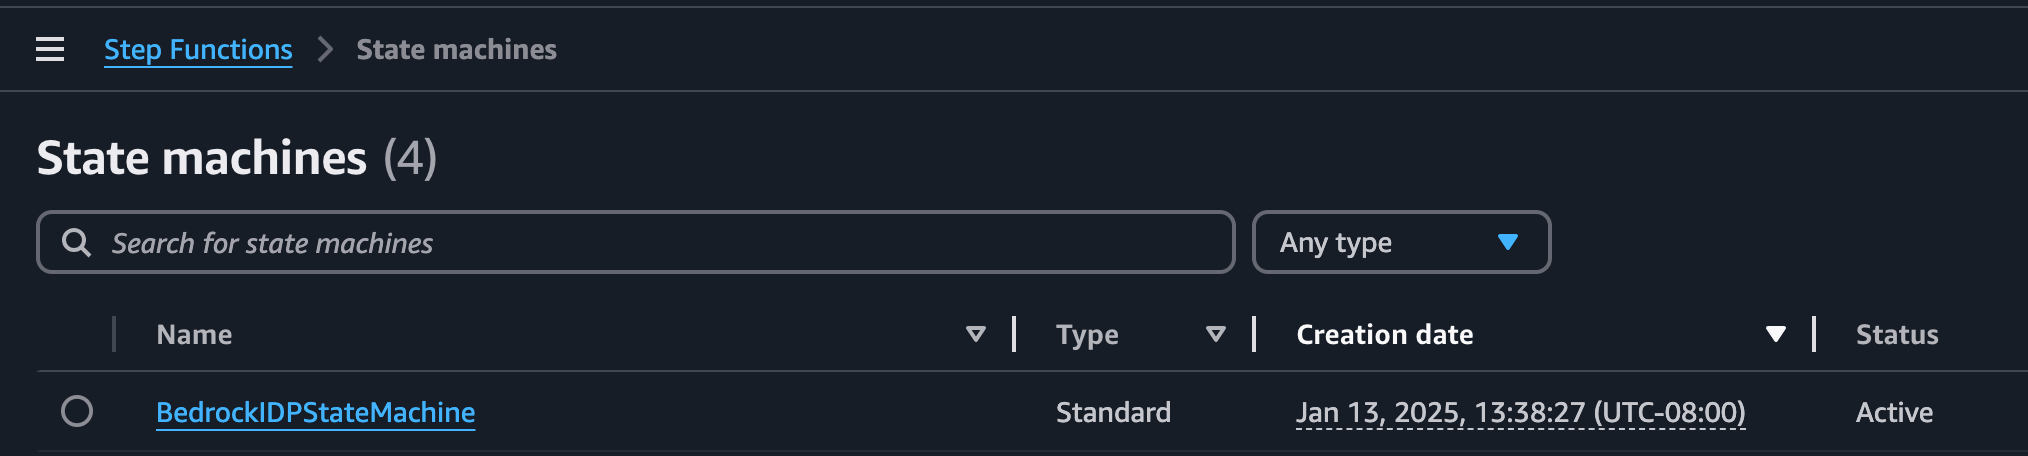 Step Functions State machines
State machines (4)
Search for state machines Any type
Name Type Creation date Status
BedrockIDPStateMachine Standard Jan 13, 2025, 13:38:27 (UTC-08:00) Active